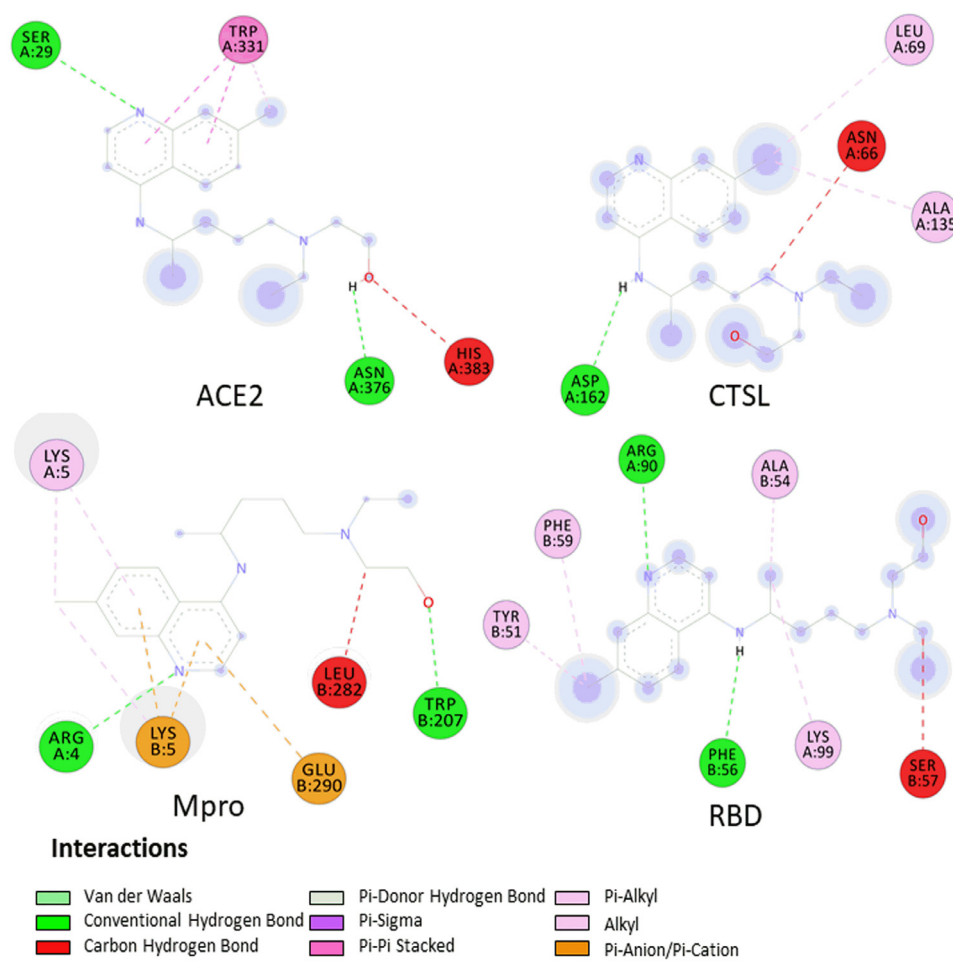 SER
A:29
TRP
A:331
N
N
N
H
O
ASN
A:376
HIS
A:383
ACE2
LEU
A:69
ASN
A:66
ALA
A:135
N
H
N
N
O
ASP
A:162
CTSL
LYS
A:5
N
N
N
O
ARG
A:4
LYS
B:5
LEU
B:282
GLU
B:290
TRP
B:207
Mpro
ARG
A:90
ALA
B:54
PHE
B:59
TYR
B:51
O
N
N
H
N
PHE
B:56
LYS
A:99
SER
B:57
RBD
Interactions
Van der Waals
Conventional Hydrogen Bond
Carbon Hydrogen Bond
Pi-Donor Hydrogen Bond
Pi-Sigma
Pi-Pi Stacked
Pi-Alkyl
Alkyl
Pi-Anion/Pi-Cation